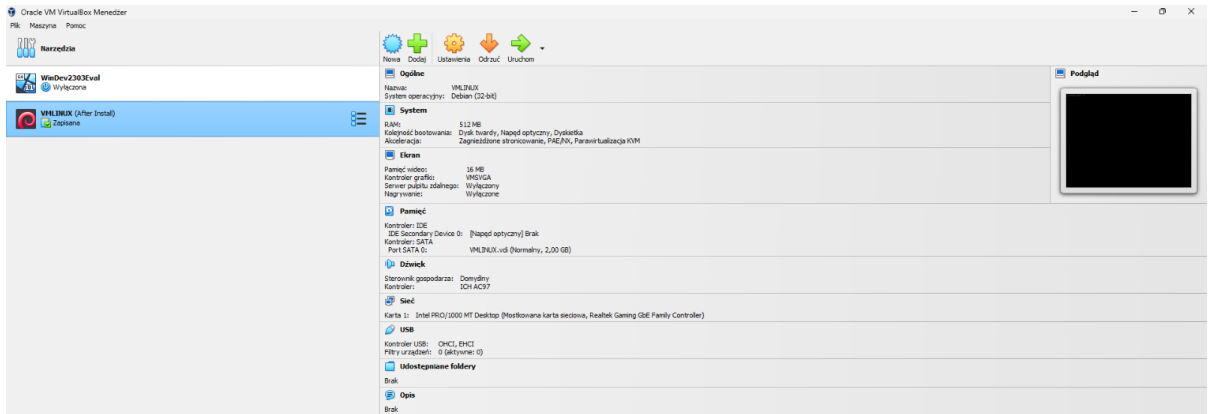 Oracle VM VirtualBox Menedżer
Plik Maszyna Pomoc
Narzędzia
WinDev2303Eval
Wyłączona
VMLINUX (After Install)
Zapisana
Nowa Dodaj Ustawienia Odrzuć Uruchom
Ogólne
Nazwa: VMLINUX
System operacyjny: Debian (32-bit)
System
RAM: 512 MB
Kolejność bootowania: Dysk twardy, Napęd optyczny, Dyskietka
Akceleracja: Zagnieżdżone stronicowanie, PAE/NX, Parawirtualizacja KVM
Ekran
Pamięć wideo: 16 MB
Kontroler grafiki: VMSVGA
Serwer pulpitu zdalnego: Wyłączony
Nagrywanie: Wyłączone
Pamięć
Kontroler: IDE
IDE Secondary Device 0: [Napęd optyczny] Brak
Kontroler: SATA
Port SATA 0: VMLINUX.vdi (Normalny, 2,00 GB)
Dźwięk
Sterownik gospodarza: Domyślny
Kontroler: ICH AC97
Sieć
Karta 1: Intel PRO/1000 MT Desktop (Mostkowana karta sieciowa, Realtek Gaming GbE Family Controller)
USB
Kontroler USB: OHCI, EHCI
Filtry urządzeń: 0 (aktywne: 0)
Udostępniane foldery
Brak
Opis
Brak
Podgląd